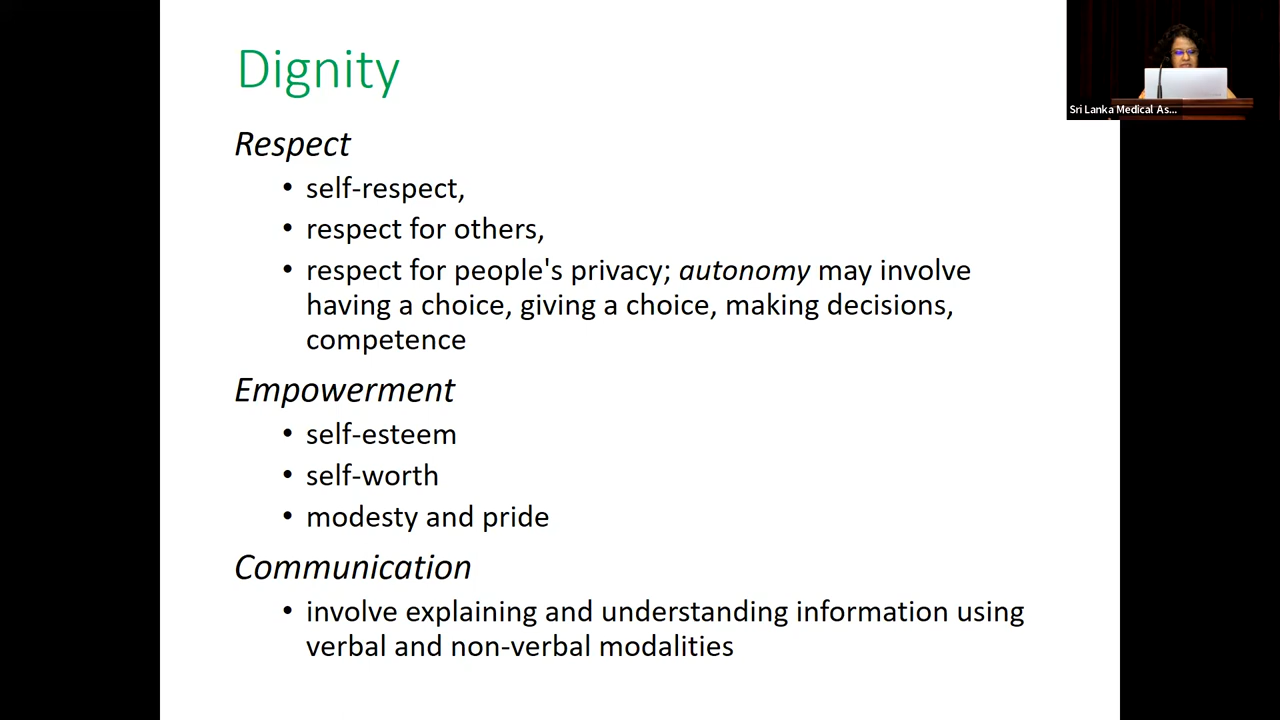 Dignity
Sri Lanka Medical As...
Respect
• self-respect,
• respect for others,
• respect for people's privacy; autonomy may involve
having a choice, giving a choice, making decisions,
competence
Empowerment
• self-esteem
• self-worth
• modesty and pride
Communication
• involve explaining and understanding information using
verbal and non-verbal modalities